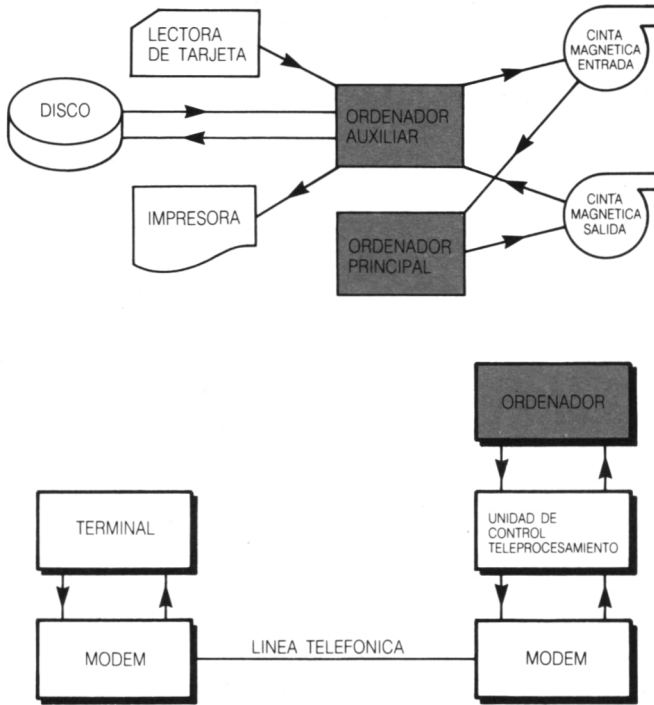 LECTORA
DE TARJETA
CINTA
MAGNETICA
ENTRADA
DISCO
ORDENADOR
AUXILIAR
IMPRESORA
CINTA
MAGNETICA
SALIDA
ORDENADOR
PRINCIPAL
ORDENADOR
TERMINAL
UNIDAD DE
CONTROL
TELEPROCESAMIENTO
MODEM
LINEA TELEFONICA
MODEM